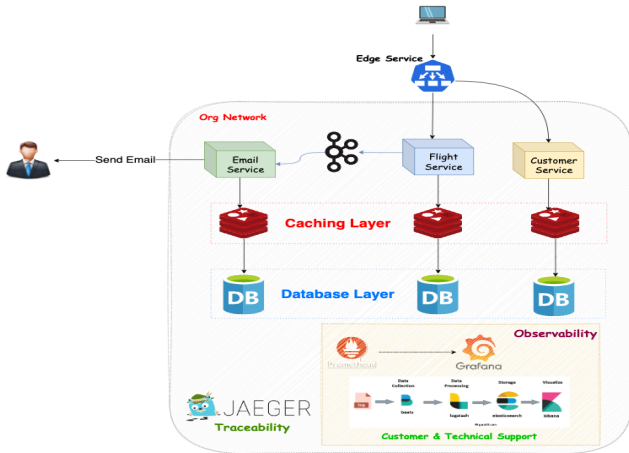 Edge Service
Org Network
Send Email
Email
Service
Flight
Service
Customer
Service
Caching Layer
Database Layer
DB
DB
DB
Observability
Grafana
Data
Collection
Data
Processing
Storage
Visualize
beats
logstash
elasticsearch
kibana
JAEGER
Traceability
Customer & Technical Support